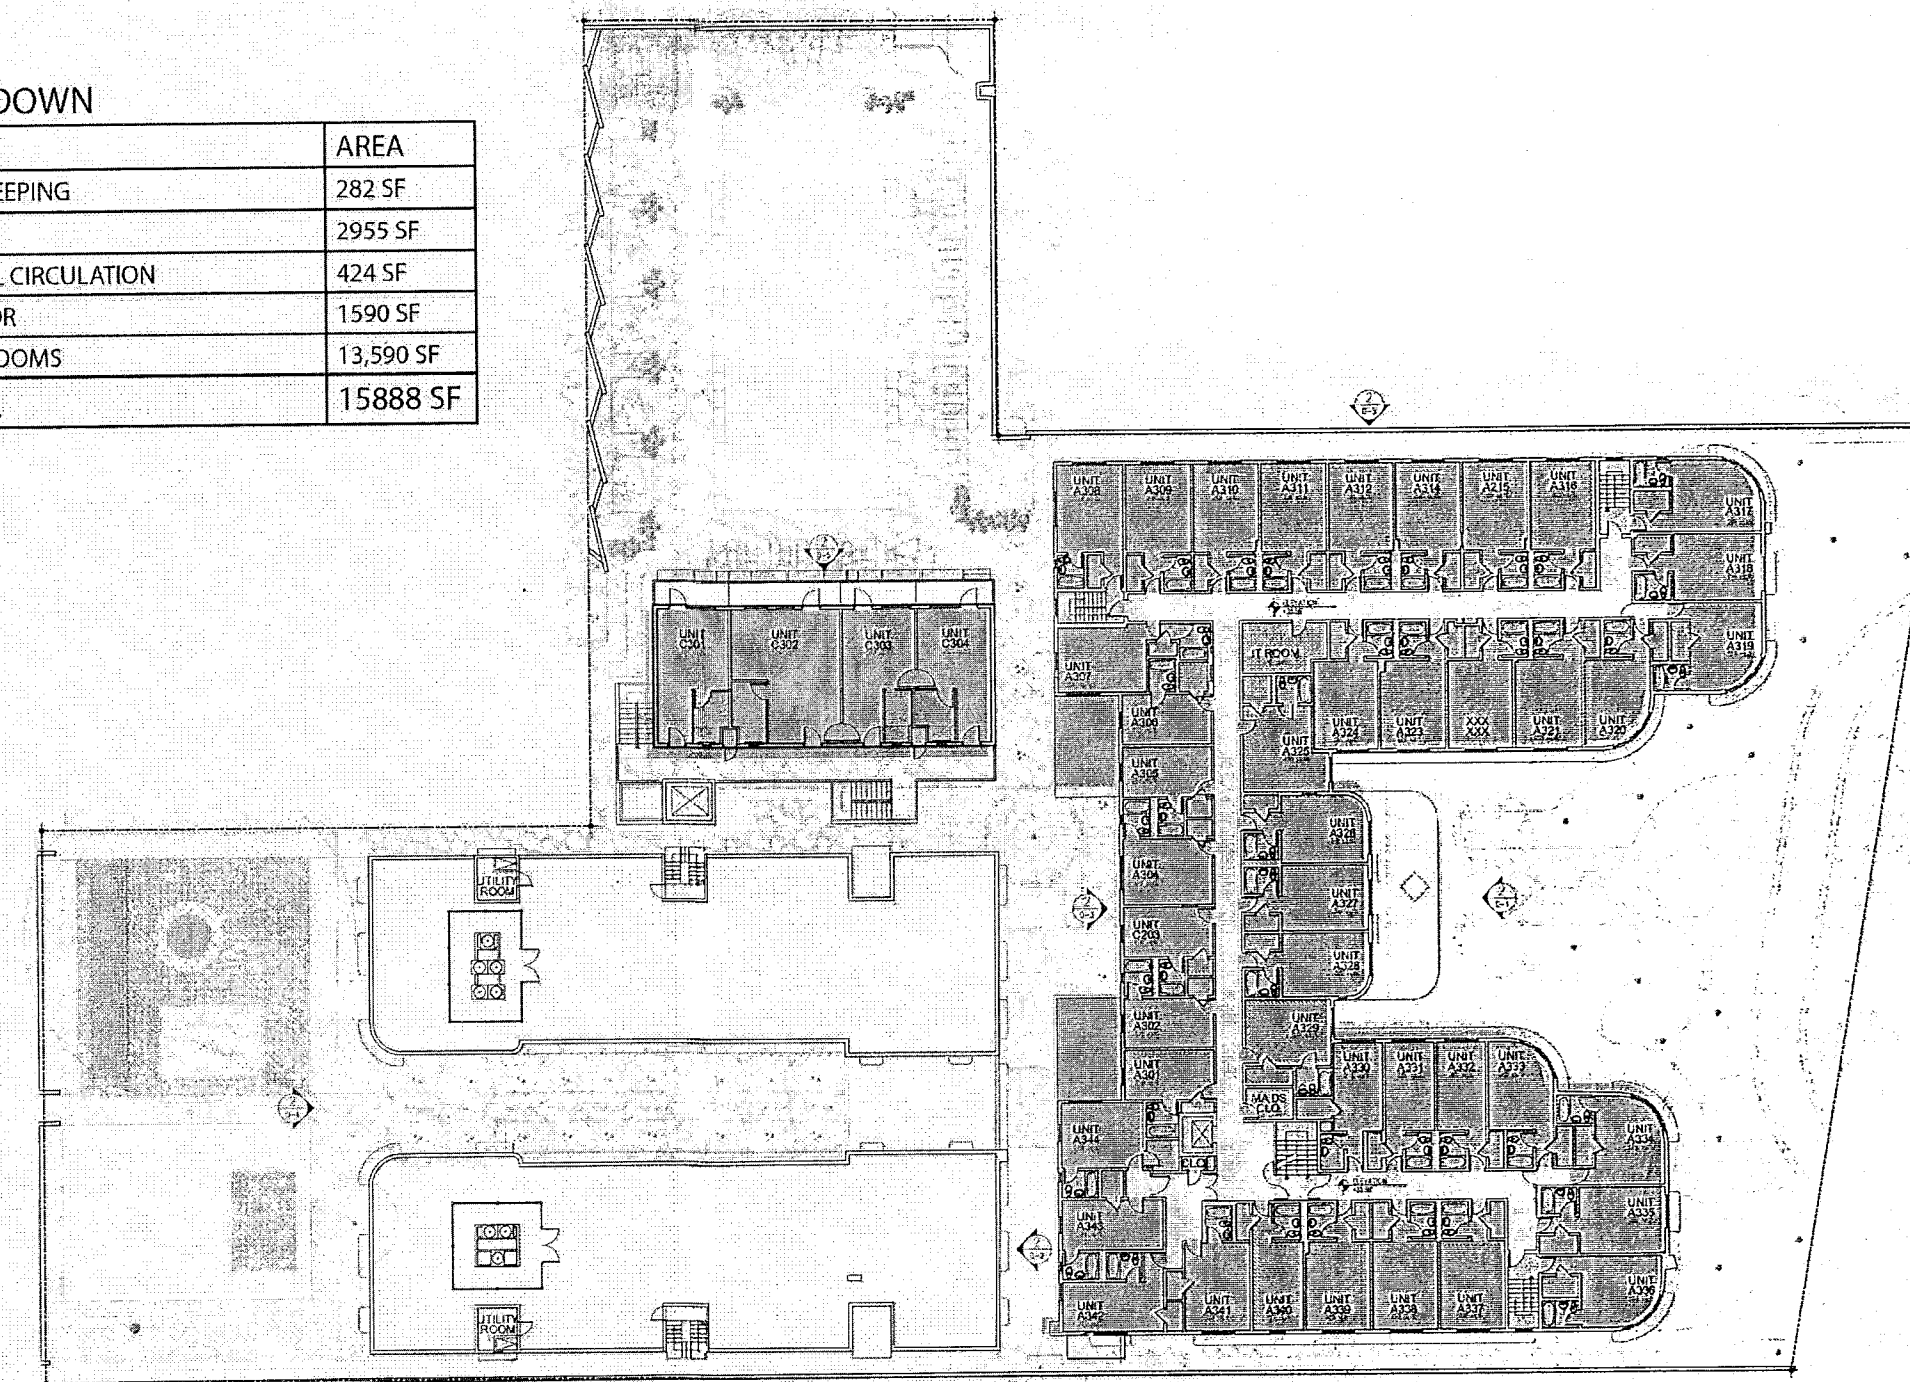 DOWN
AREA
EEPING 282 SF
2955 SF
L CIRCULATION 424 SF
OR 1590 SF
OOMS 13,590 SF
15888 SF
UNIT
A308
UNIT
A309
UNIT
A310
UNIT
A311
UNIT
A312
UNIT
A314
UNIT
A215
UNIT
A316
UNIT
A317
UNIT
A318
UNIT
A319
UNIT
C301
UNIT
C302
UNIT
C303
UNIT
C304
UNIT
A307
IT ROOM
UNIT
A306
UNIT
A324
UNIT
A323
XXX
XXX
UNIT
A321
UNIT
A320
UNIT
A325
UNIT
A305
UNIT
A326
UNIT
A304
UNIT
A327
UNIT
C203
UNIT
A328
UTILITY
ROOM
UNIT
A302
UNIT
A329
UNIT
A301
UNIT
A330
UNIT
A331
UNIT
A332
UNIT
A333
MAIDS
CLO
UNIT
A344
CLO
UNIT
A334
UNIT
A343
UNIT
A335
UNIT
A336
UNIT
A342
UNIT
A341
UNIT
A340
UNIT
A339
UNIT
A338
UNIT
A337
UTILITY
ROOM